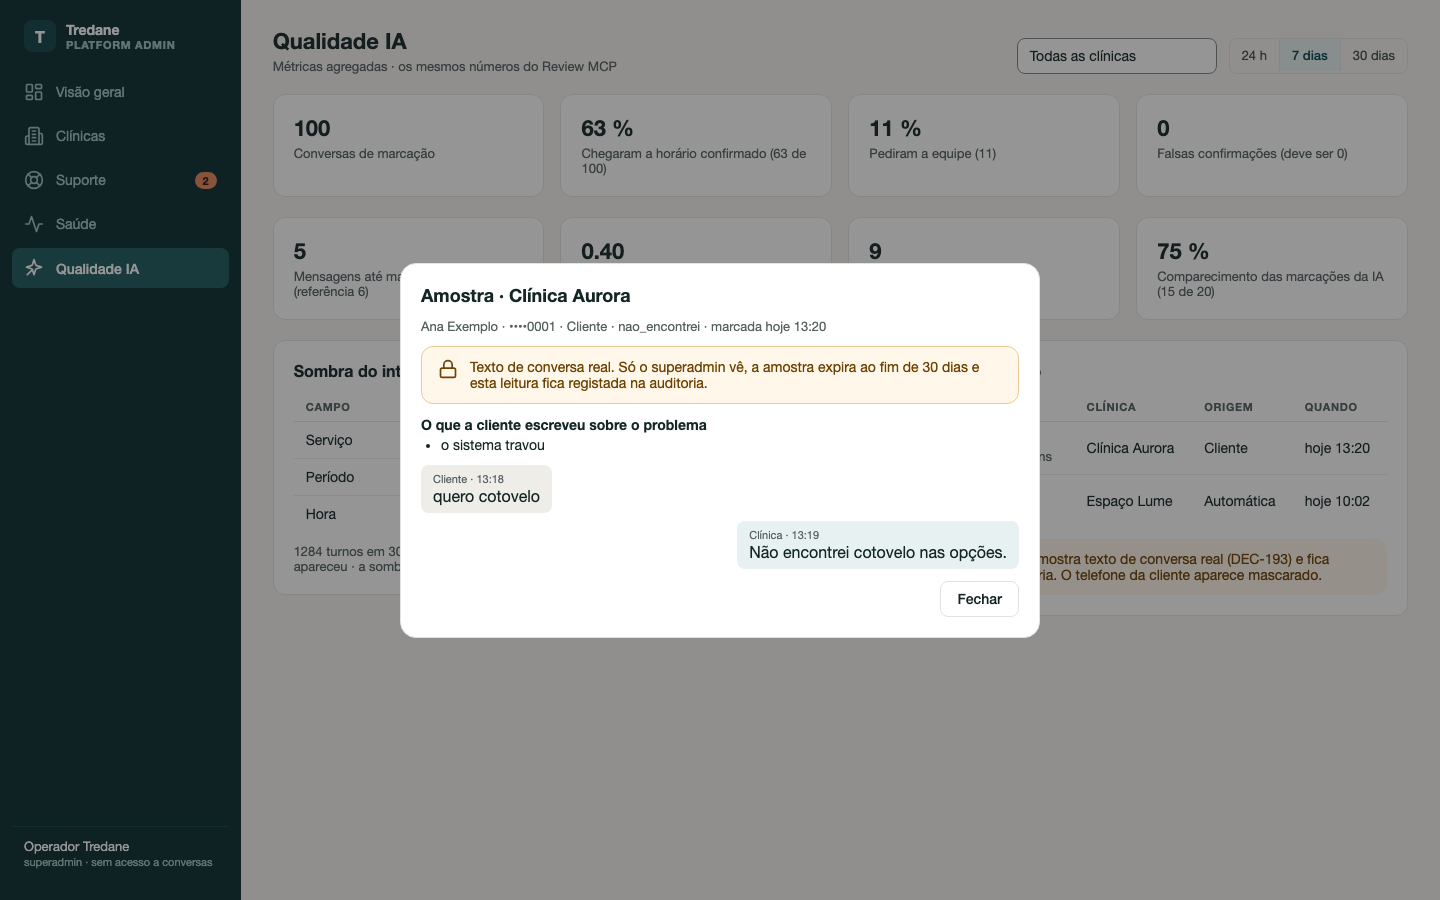 T
Tredane
PLATFORM ADMIN
Visão geral
Clínicas
Suporte
2
Saúde
Qualidade IA
Operador Tredane
superadmin · sem acesso a conversas
Qualidade IA
Métricas agregadas · os mesmos números do Review MCP
Todas as clínicas
24 h
7 dias
30 dias
100
Conversas de marcação
63 %
Chegaram a horário confirmado (63 de
100)
11 %
Pediram a equipe (11)
0
Falsas confirmações (deve ser 0)
5
Mensagens até
(referência 6)
0.40
9
75 %
Comparecimento das marcações da IA
(15 de 20)
Sombra do
CAMPO
Serviço
Período
Hora
1284 turnos em
apareceu · a
CLÍNICA
ORIGEM
QUANDO
Clínica Aurora
Cliente
hoje 13:20
Espaço Lume
Automática
hoje 10:02
texto de conversa real (DEC-193) e fica
O telefone da cliente aparece mascarado.
Amostra · Clínica Aurora
Ana Exemplo · ••••0001 · Cliente · nao_encontrei · marcada hoje 13:20
Texto de conversa real. Só o superadmin vê, a amostra expira ao fim de 30 dias e
esta leitura fica registada na auditoria.
O que a cliente escreveu sobre o problema
• o sistema travou
Cliente · 13:18
quero cotovelo
Clínica · 13:19
Não encontrei cotovelo nas opções.
Fechar